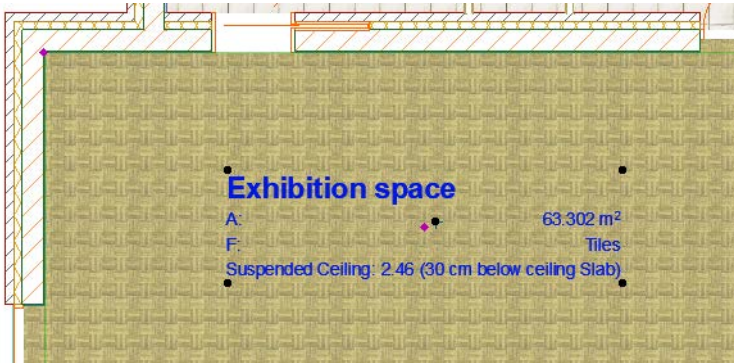 Exhibition space
A: 63.302 m²
F: Tiles
Suspended Ceiling: 2.46 (30 cm below ceiling Slab)